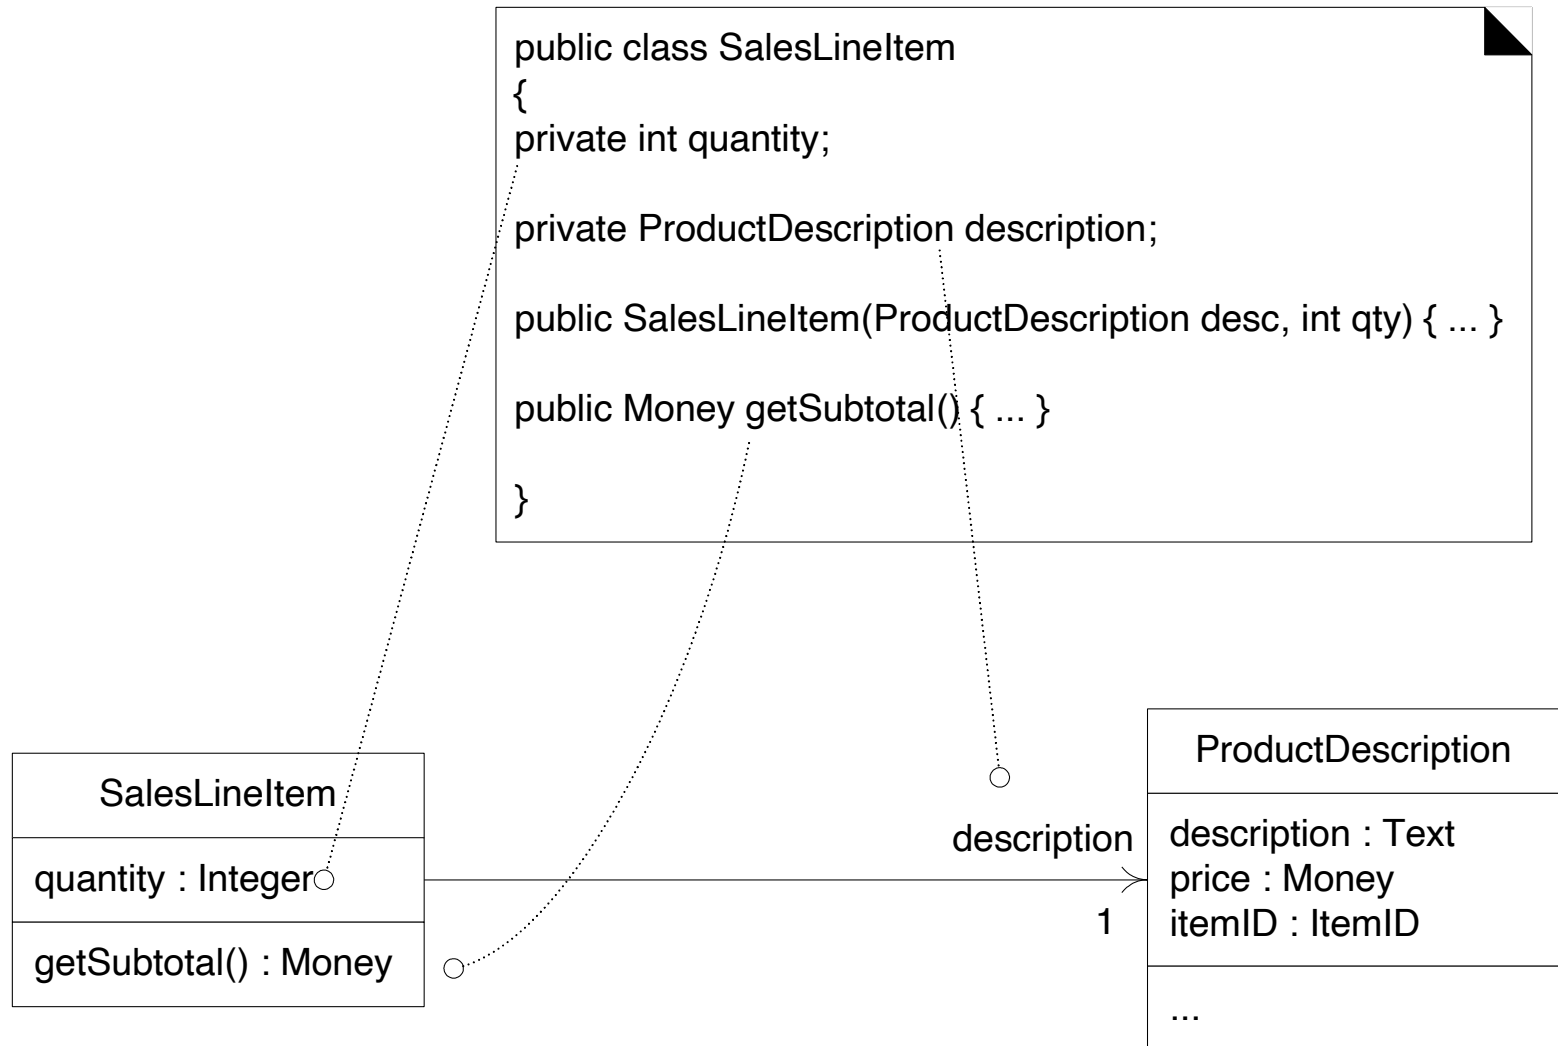 public class SalesLineItem
{
private int quantity;
private ProductDescription description;
public SalesLineItem(ProductDescription desc, int qty) { ... }
public Money getSubtotal() { ... }
}
SalesLineItem
quantity : Integer
getSubtotal() : Money
description
1
ProductDescription
description : Text
price : Money
itemID : ItemID
...